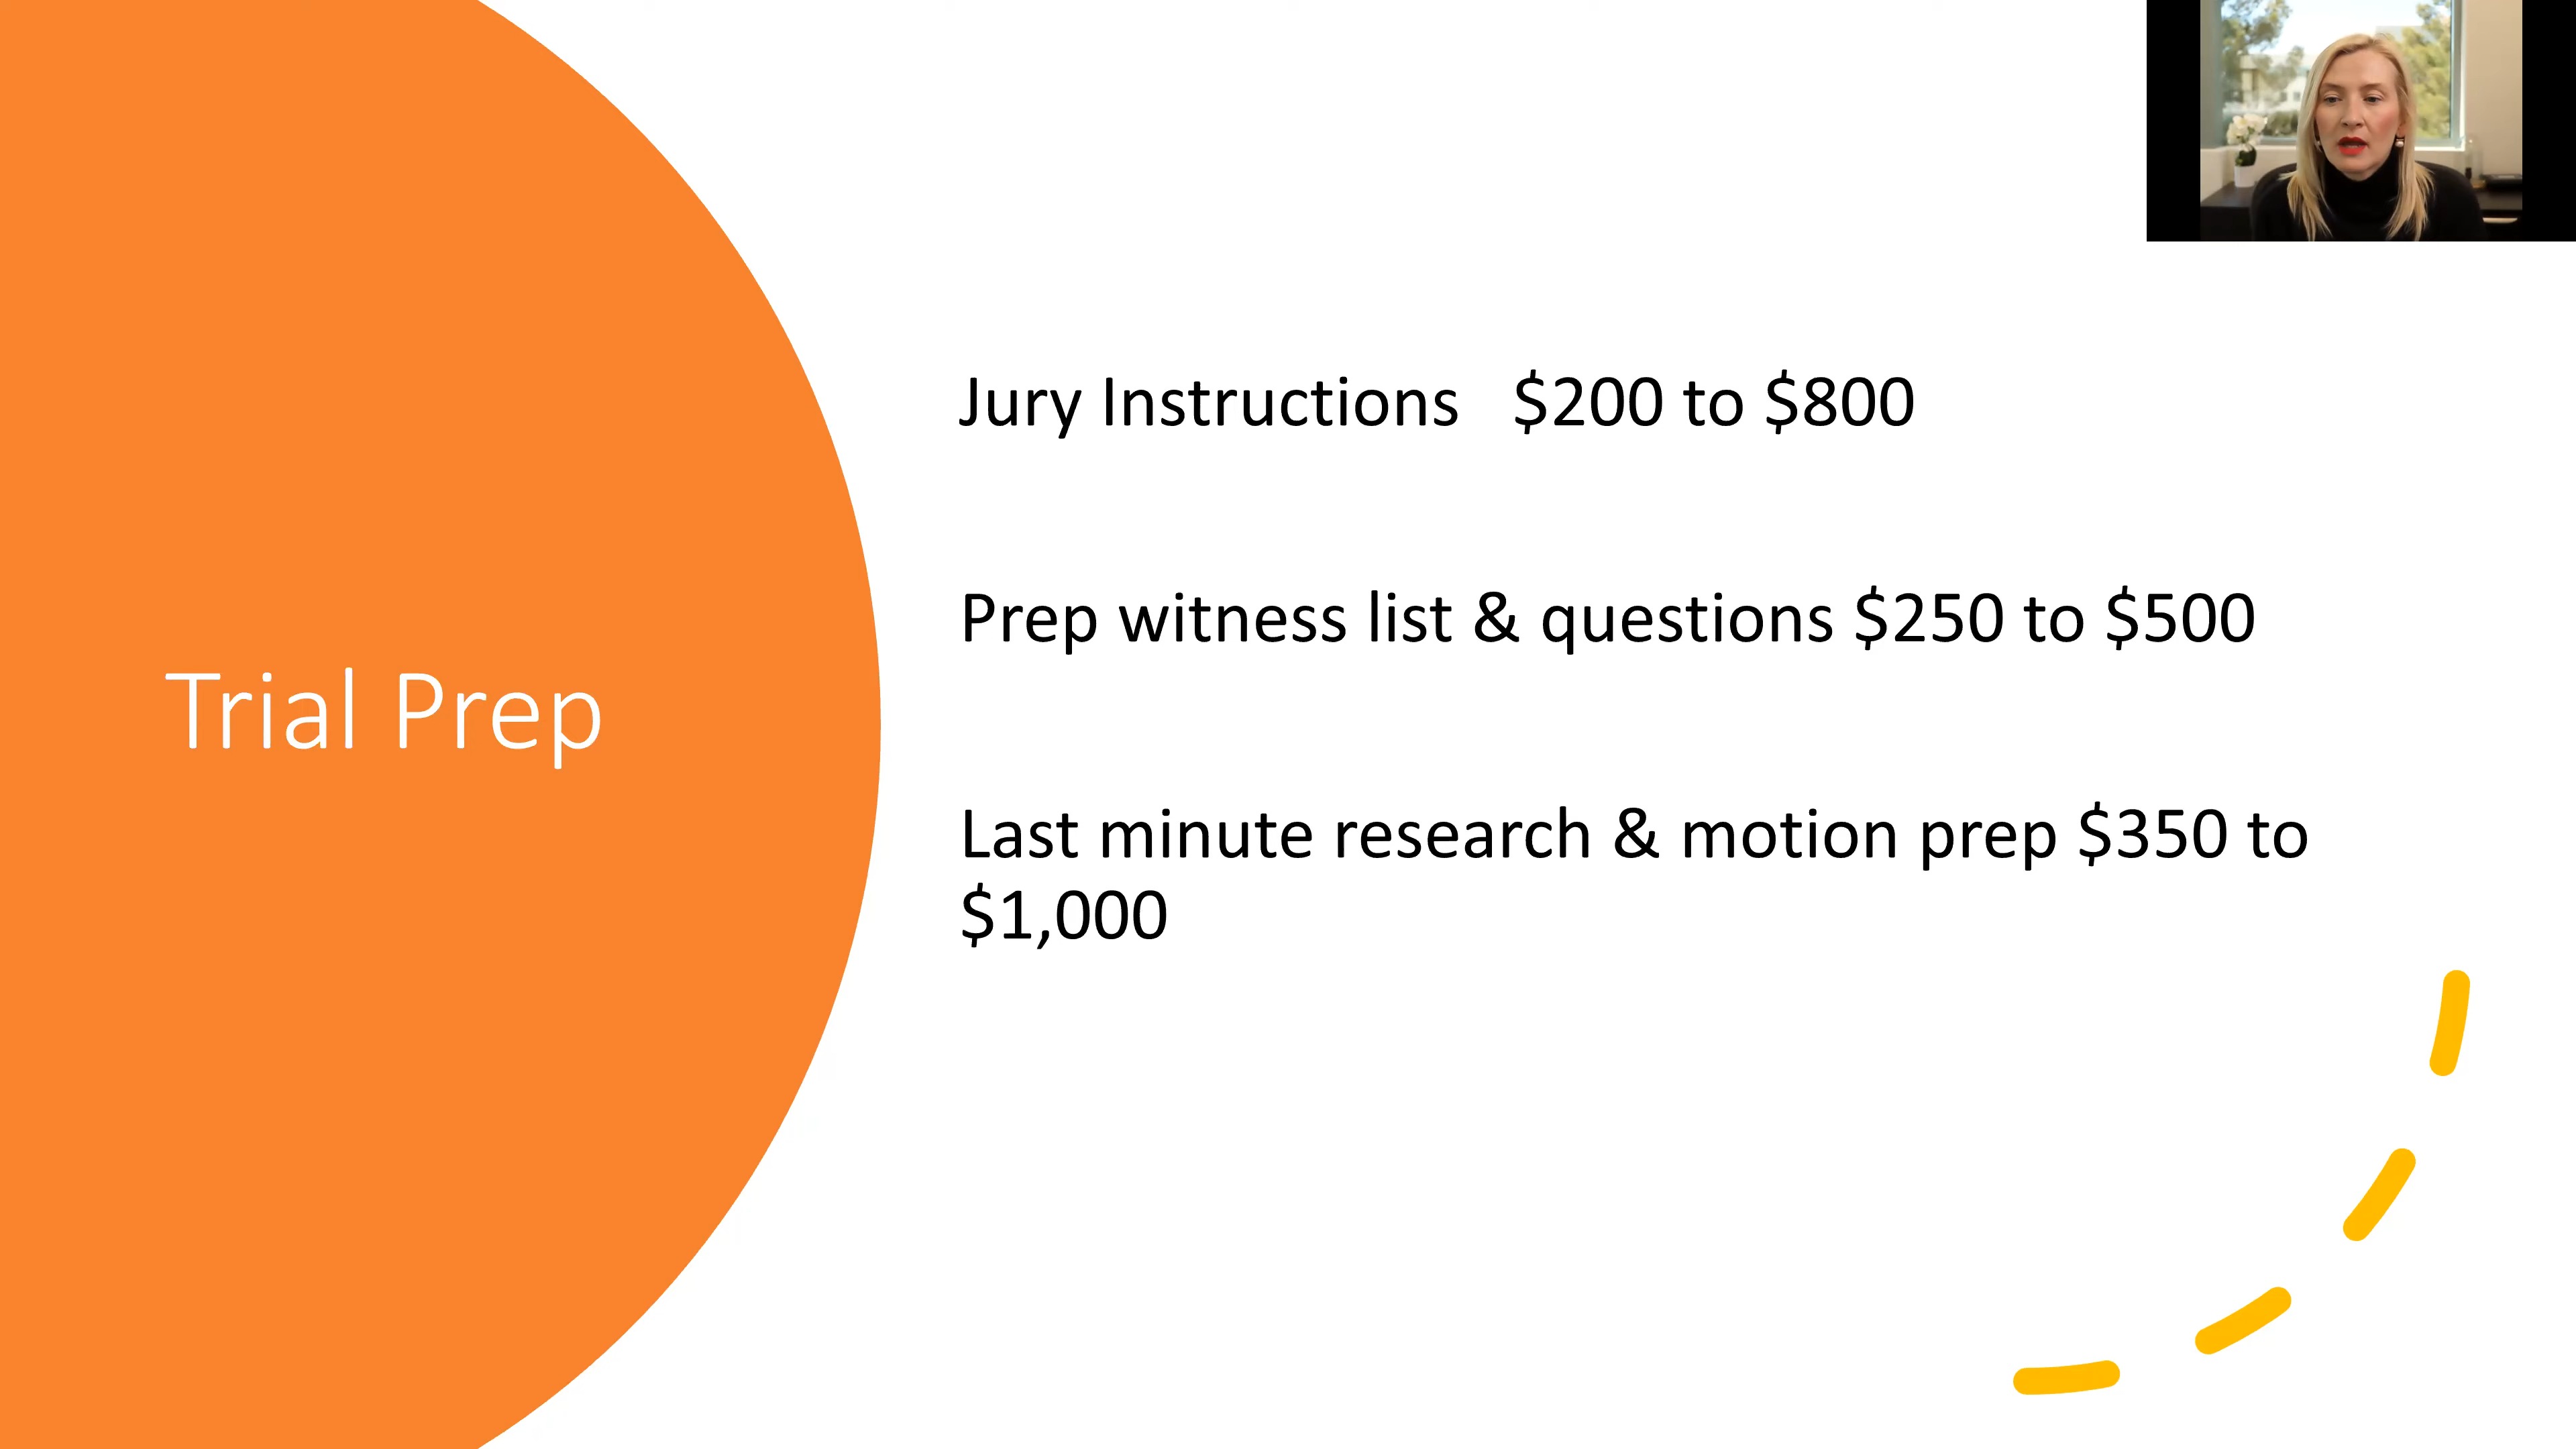 Trial Prep
Jury Instructions   $200 to $800
Prep witness list & questions $250 to $500
Last minute research & motion prep $350 to
$1,000